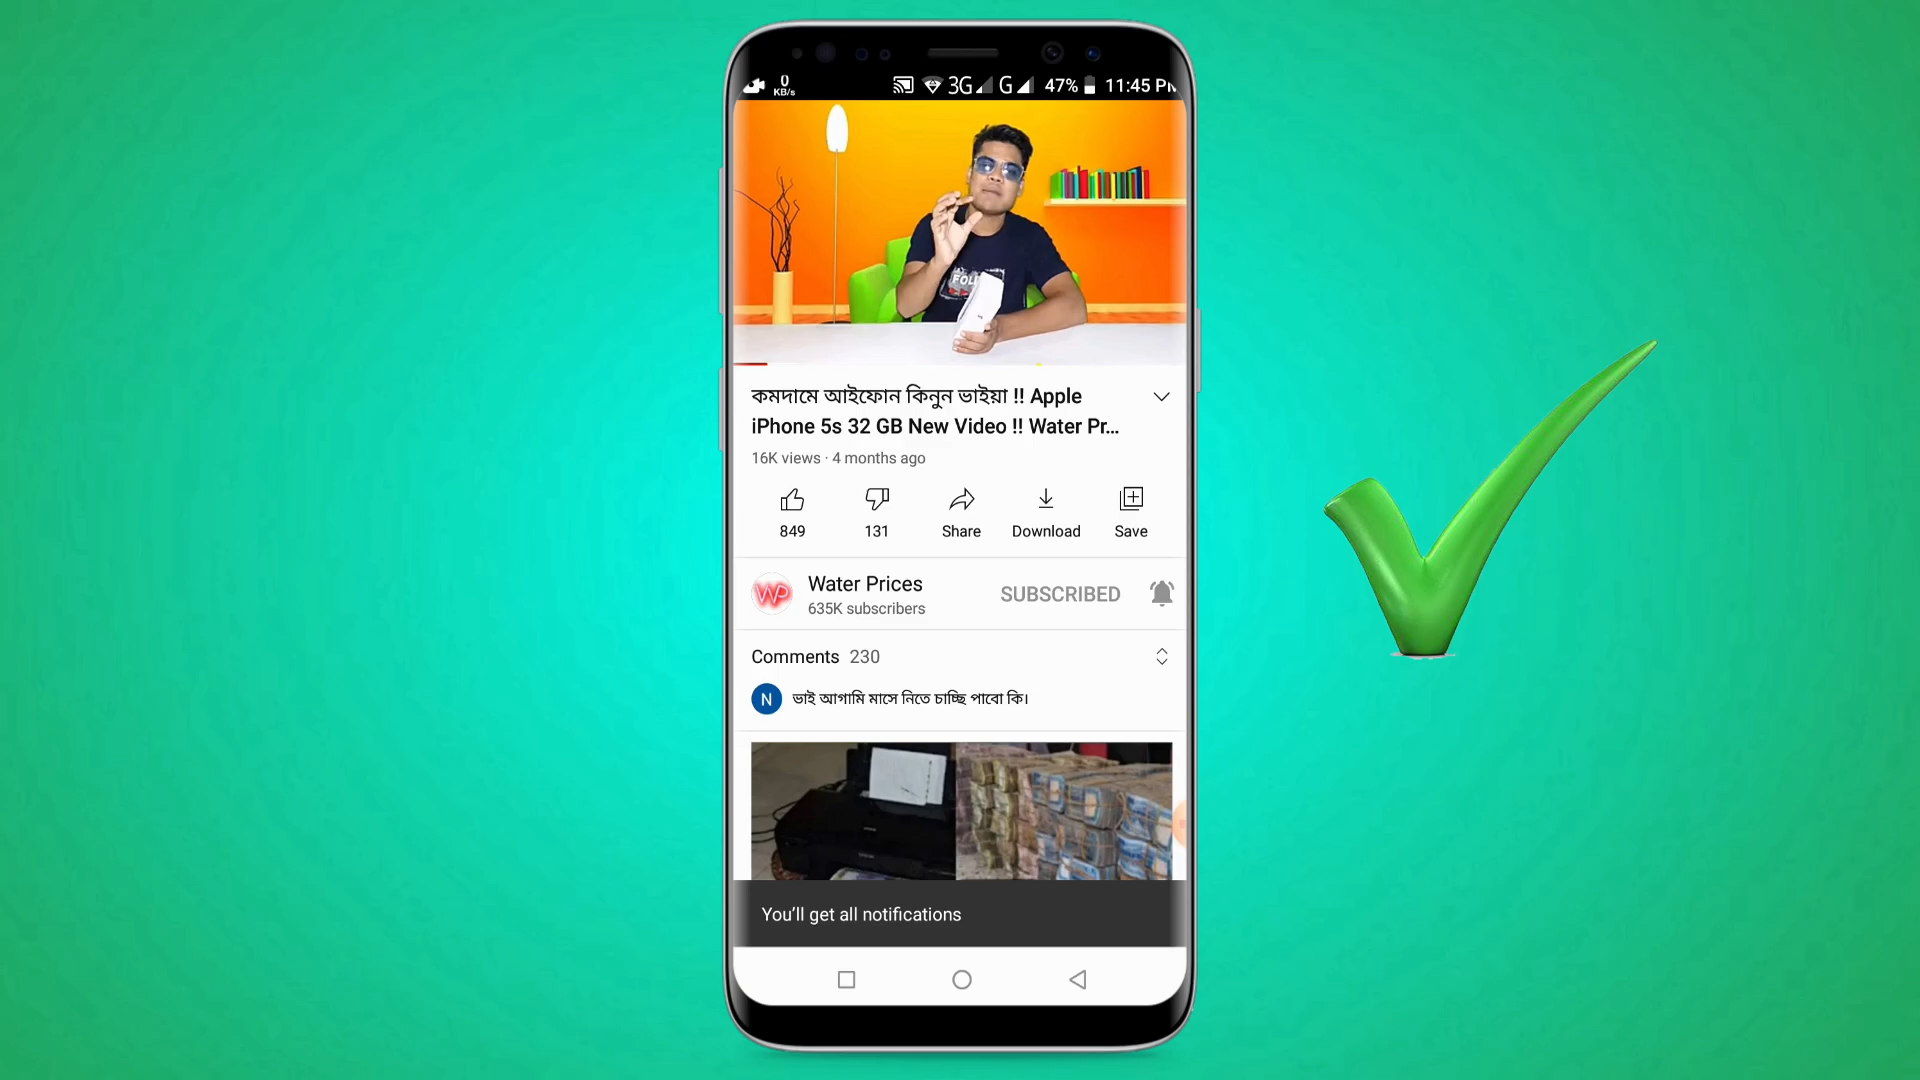 0
KB/s
3G G 47% 11:45
FOLL
কমদামে আইফোন কিনুন ভাইয়া !! Apple
iPhone 5s 32 GB New Video !! Water Pr...
16K views · 4 months ago
849 131 Share Download Save
WP Water Prices SUBSCRIBED
635K subscribers
Comments 230
N ভাই আগামি মাসে নিতে চাচ্ছি পাবো কি।
You'll get all notifications